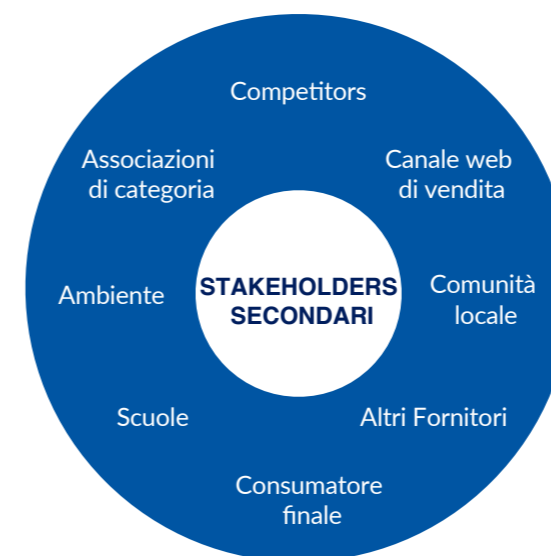 Competitors
Associazioni
di categoria
Canale web
di vendita
Ambiente
STAKEHOLDERS
SECONDARI
Comunità
locale
Scuole
Altri Fornitori
Consumatore
finale